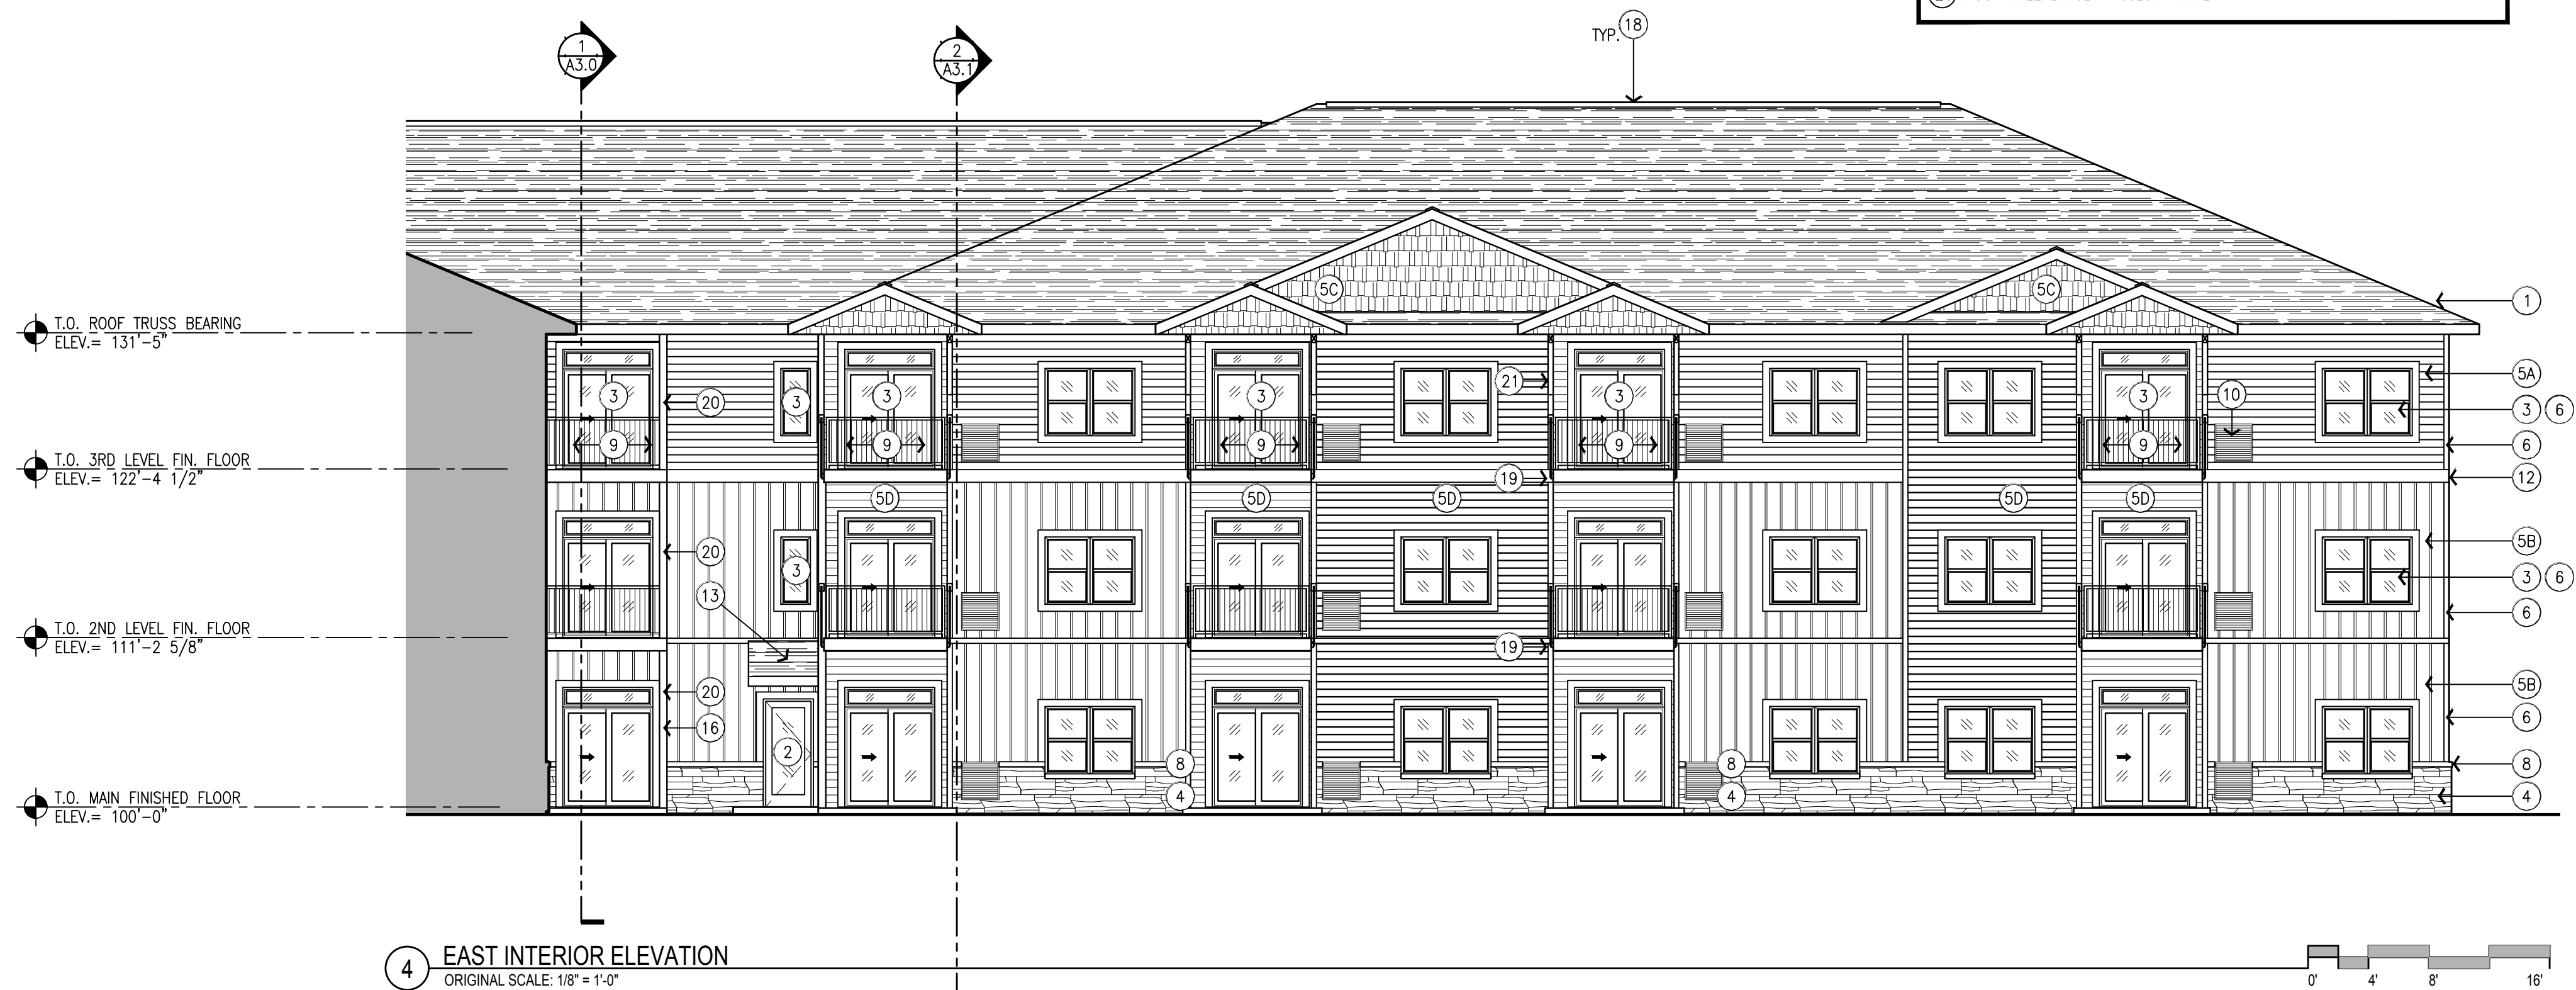 TYP. 18
1
A3.0
2
A3.1
5C
5C
1
T.O. ROOF TRUSS BEARING
ELEV.= 131'-5"
3
20
3
3
3
21
3
3
10
5A
3 6
9
9
9
9
9
6
T.O. 3RD LEVEL FIN. FLOOR
ELEV.= 122'-4 1/2"
19
12
5D
5D
5D
5D
5D
20
5B
3
3 6
13
6
T.O. 2ND LEVEL FIN. FLOOR
ELEV.= 111'-2 5/8"
19
20
5B
16
6
2
8
8
8
4
4
4
T.O. MAIN FINISHED FLOOR
ELEV.= 100'-0"
4 EAST INTERIOR ELEVATION
ORIGINAL SCALE: 1/8" = 1'-0"
0' 4' 8' 16'